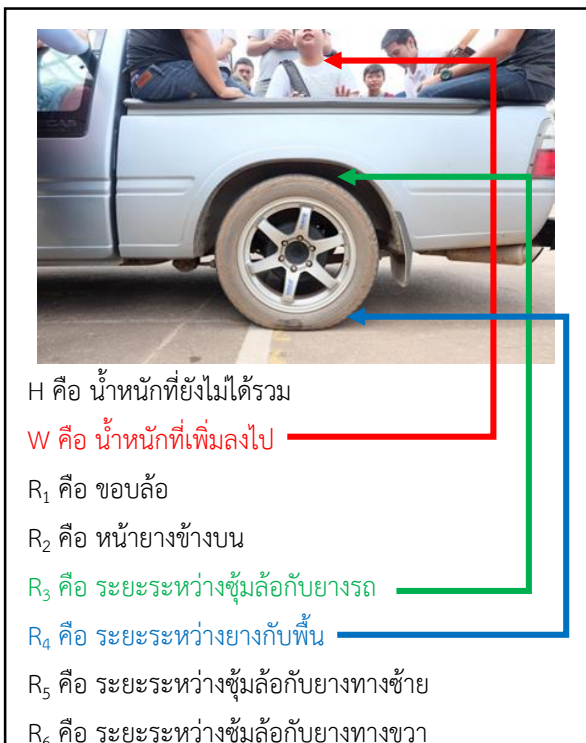 H คือ น้ำหนักที่ยังไม่ได้รวม
W คือ น้ำหนักที่เพิ่มลงไป
R₁ คือ ขอบล้อ
R₂ คือ หน้ายางข้างบน
R₃ คือ ระยะระหว่างซุ้มล้อกับยางรถ
R₄ คือ ระยะระหว่างยางกับพื้น
R₅ คือ ระยะระหว่างซุ้มล้อกับยางทางซ้าย
R₆ คือ ระยะระหว่างซุ้มล้อกับยางทางขวา